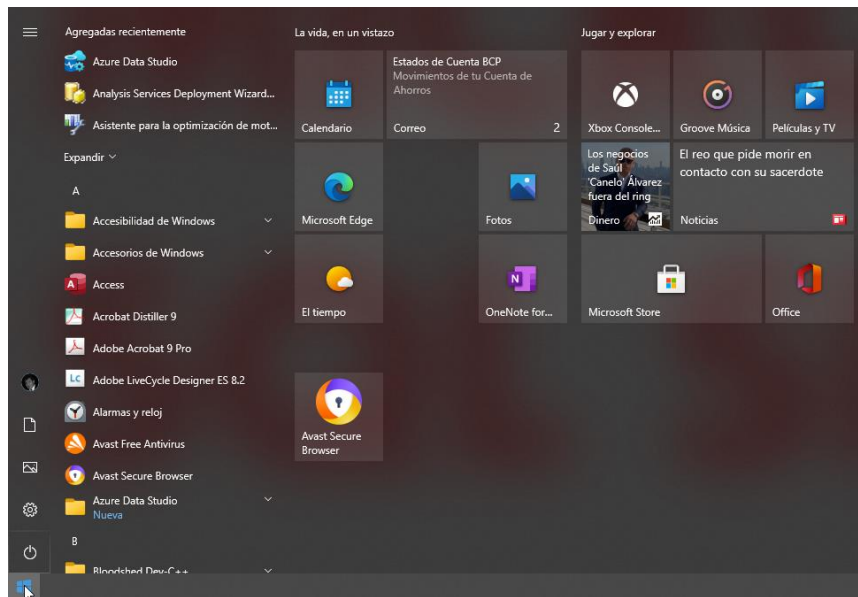 Agregadas recientemente
Azure Data Studio
Analysis Services Deployment Wizard...
Asistente para la optimización de mot...
Expandir
A
Accesibilidad de Windows
Accesorios de Windows
Access
Acrobat Distiller 9
Adobe Acrobat 9 Pro
LC
Adobe LiveCycle Designer ES 8.2
Alarmas y reloj
Avast Free Antivirus
Avast Secure Browser
Azure Data Studio
Nueva
B
Bloodshed Dev-C++
La vida, en un vistazo
Calendario
Estados de Cuenta BCP
Movimientos de tu Cuenta de
Ahorros
Correo 2
Microsoft Edge
Fotos
El tiempo
N
OneNote for...
Avast Secure
Browser
Jugar y explorar
Xbox Console...
Groove Música
Películas y TV
Los negocios
de Saúl
'Canelo' Álvarez
fuera del ring
Dinero
El reo que pide morir en
contacto con su sacerdote
Noticias
Microsoft Store
Office